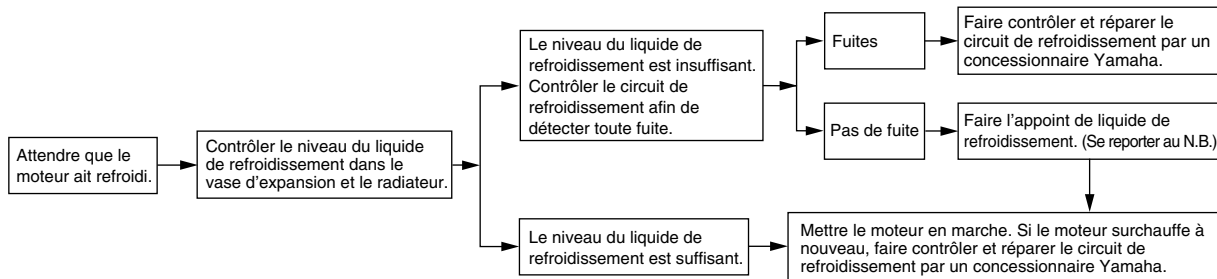 Attendre que le
moteur ait refroidi.
Contrôler le niveau du liquide
de refroidissement dans le
vase d’expansion et le radiateur.
Le niveau du liquide de
refroidissement est insuffisant.
Contrôler le circuit de
refroidissement afin de
détecter toute fuite.
Fuites
Faire contrôler et réparer le
circuit de refroidissement par un
concessionnaire Yamaha.
Pas de fuite
Faire l’appoint de liquide de
refroidissement. (Se reporter au N.B.)
Le niveau du liquide de
refroidissement est suffisant.
Mettre le moteur en marche. Si le moteur surchauffe à
nouveau, faire contrôler et réparer le circuit de
refroidissement par un concessionnaire Yamaha.